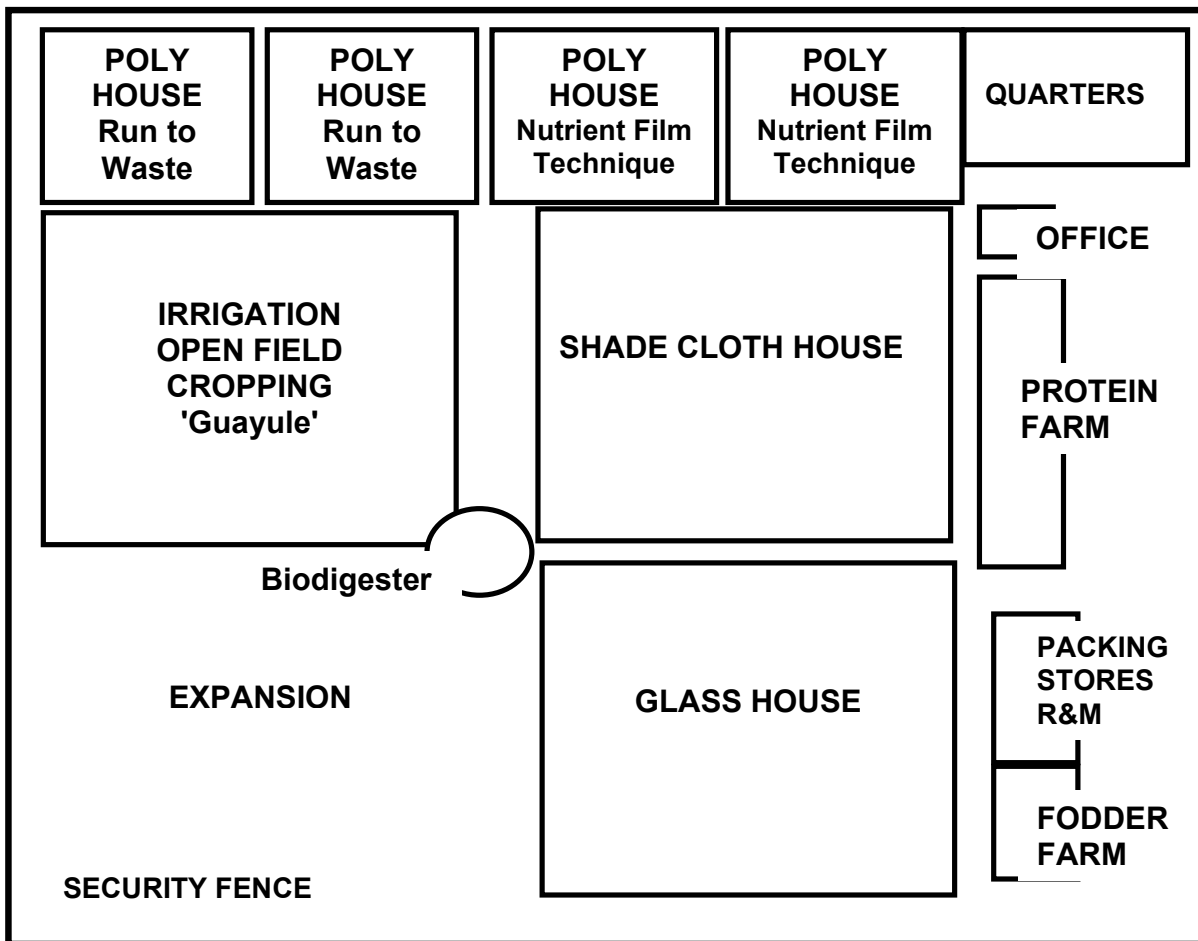 POLY
HOUSE
Run to
Waste
POLY
HOUSE
Run to
Waste
POLY
HOUSE
Nutrient Film
Technique
POLY
HOUSE
Nutrient Film
Technique
QUARTERS
OFFICE
IRRIGATION
OPEN FIELD
CROPPING
'Guayule'
SHADE CLOTH HOUSE
PROTEIN
FARM
Biodigester
EXPANSION
GLASS HOUSE
PACKING
STORES
R&M
FODDER
FARM
SECURITY FENCE